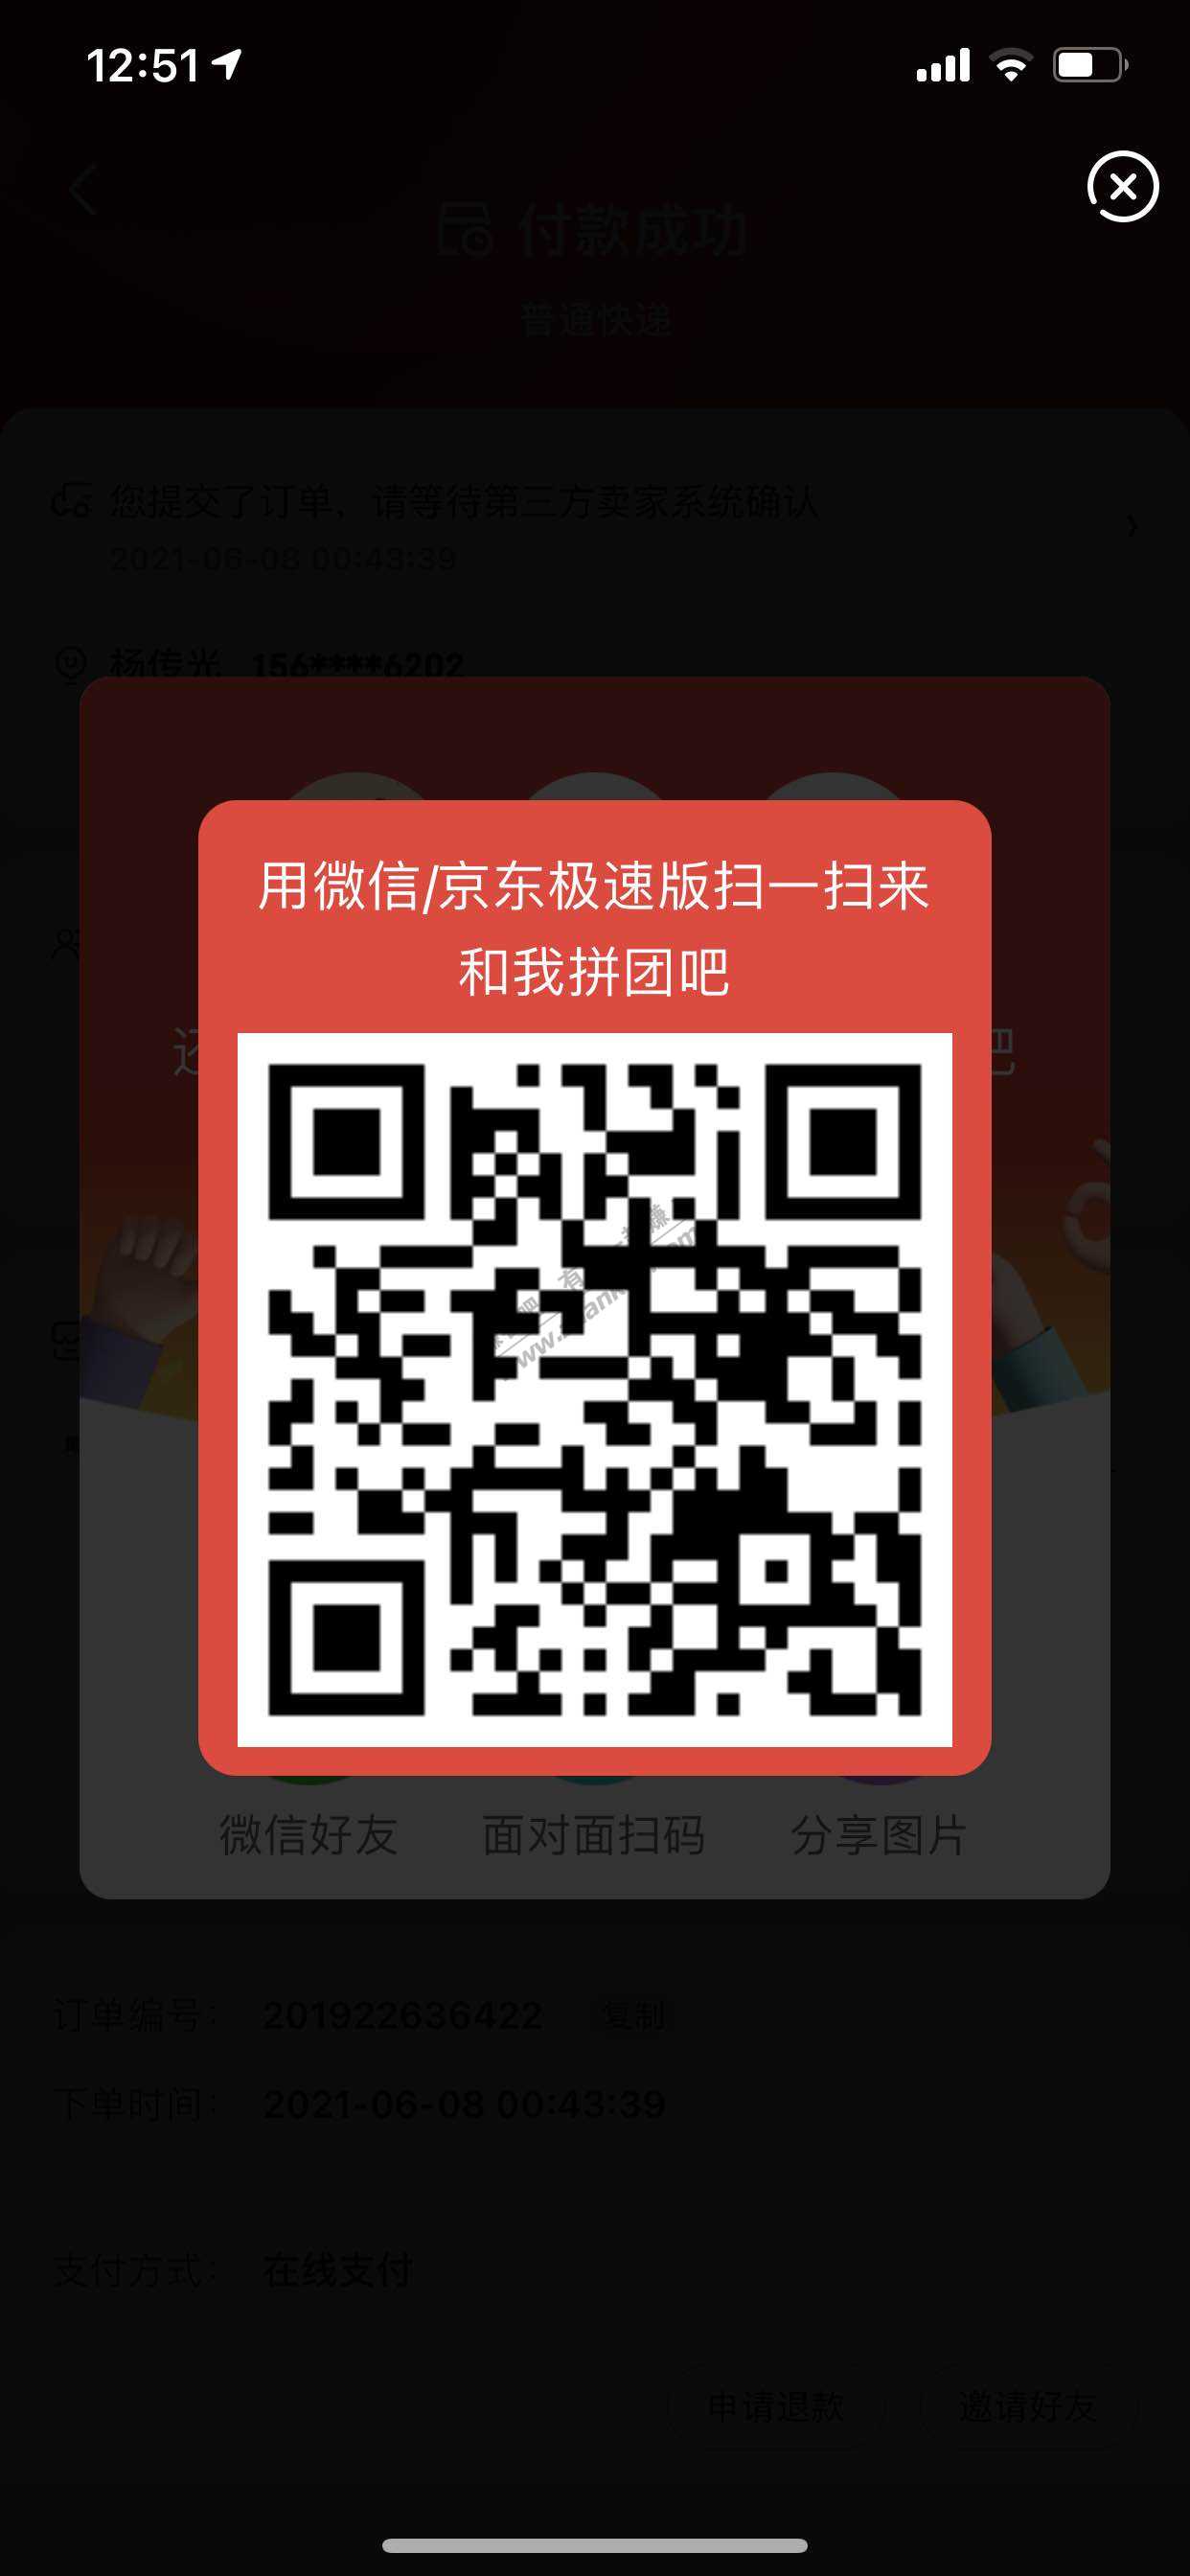 12:51
付款成功
普通快递
您提交了订单，请等待第三方卖家系统确认
2021-06-08 00:43:39
杨传光 156****6202
用微信/京东极速版扫一扫来
和我拼团吧
还
吧
微信好友 面对面扫码 分享图片
订单编号： 201922636422 复制
下单时间： 2021-06-08 00:43:39
支付方式： 在线支付
申请退款 邀请好友